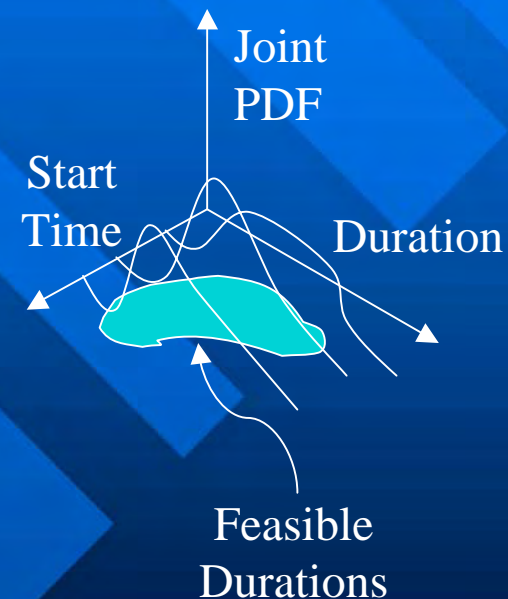 Joint
PDF
Start
Time
Duration
Feasible
Durations